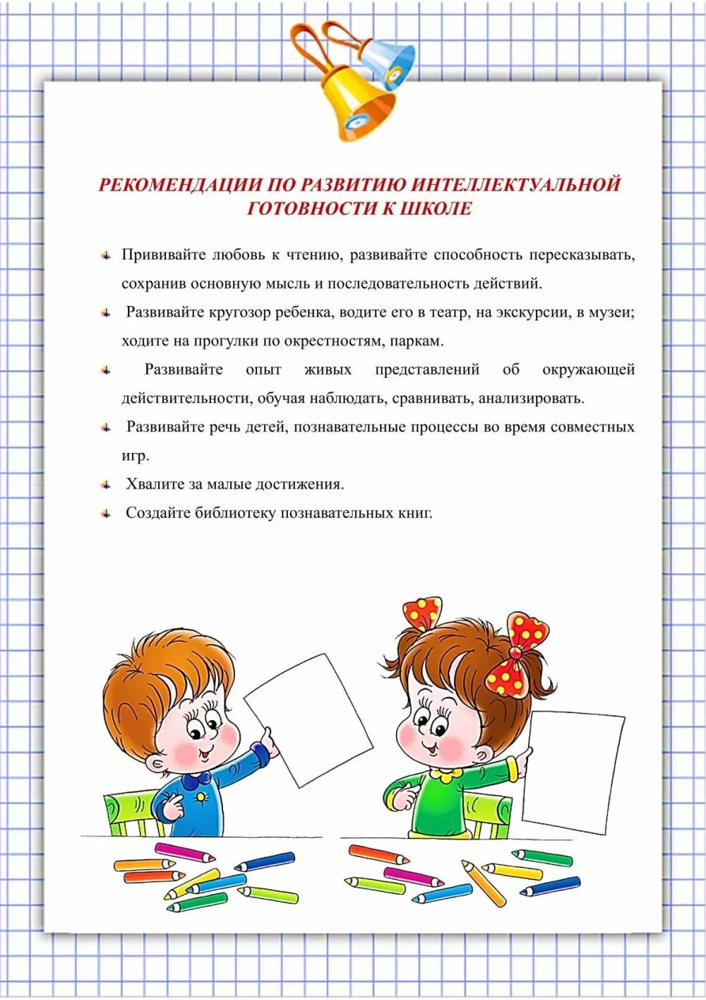 РЕКОМЕНДАЦИИ ПО РАЗВИТИЮ ИНТЕЛЛЕКТУАЛЬНОЙ
ГОТОВНОСТИ К ШКОЛЕ
Прививайте любовь к чтению, развивайте способность пересказывать,
сохранив основную мысль и последовательность действий.
Развивайте кругозор ребенка, водите его в театр, на экскурсии, в музеи;
ходите на прогулки по окрестностям, паркам.
Развивайте опыт живых представлений об окружающей
действительности, обучая наблюдать, сравнивать, анализировать.
Развивайте речь детей, познавательные процессы во время совместных
игр.
Хвалите за малые достижения.
Создайте библиотеку познавательных книг.